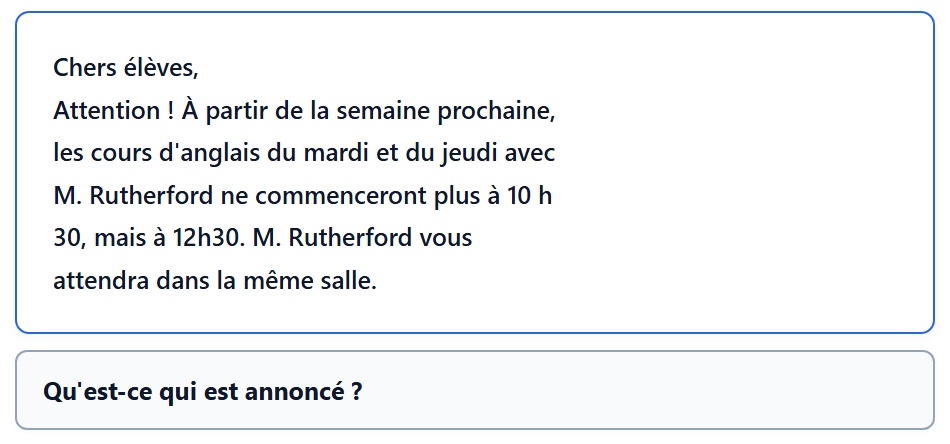 Chers élèves,
Attention ! À partir de la semaine prochaine,
les cours d'anglais du mardi et du jeudi avec
M. Rutherford ne commenceront plus à 10 h
30, mais à 12h30. M. Rutherford vous
attendra dans la même salle.
Qu'est-ce qui est annoncé ?